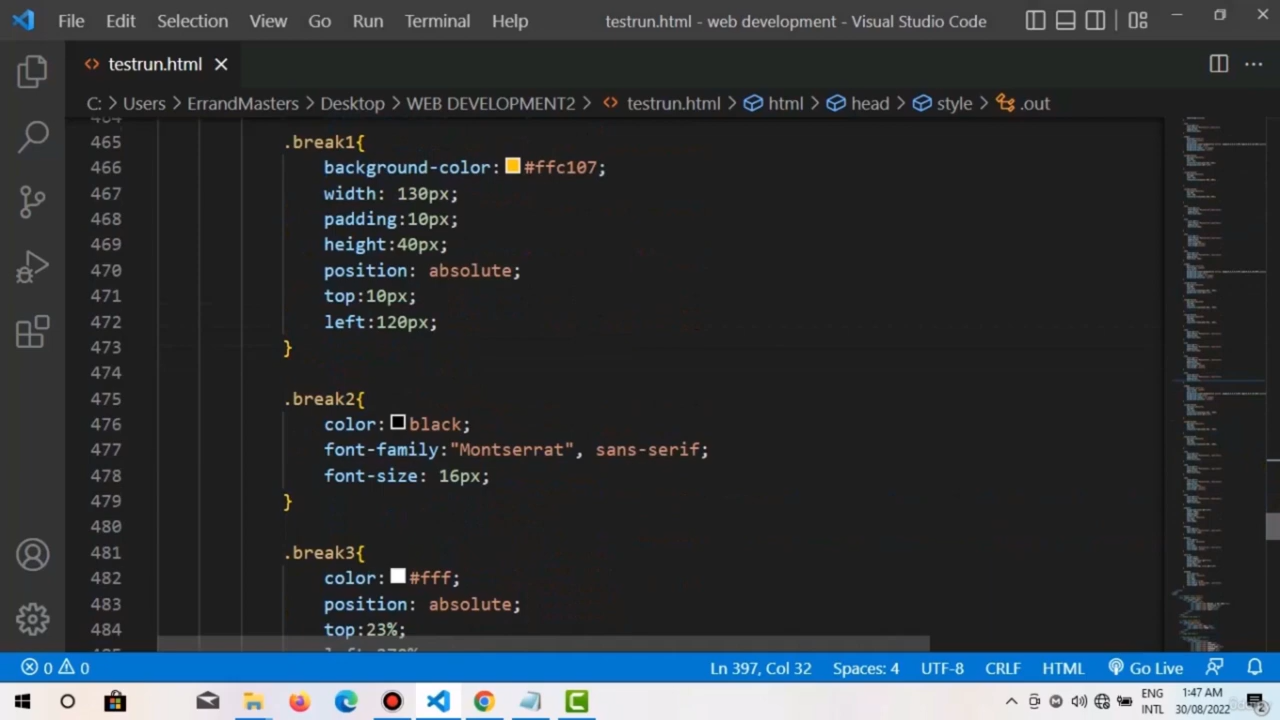 File Edit Selection View Go Run Terminal Help testrun.html - web development - Visual Studio Code
testrun.html
C: > Users > ErrandMasters > Desktop > WEB DEVELOPMENT2 > testrun.html > html > head > style > .out
464
465 .break1{
466 background-color: #ffc107;
467 width: 130px;
468 padding:10px;
469 height:40px;
470 position: absolute;
471 top:10px;
472 left:120px;
473 }
474
475 .break2{
476 color: black;
477 font-family:"Montserrat", sans-serif;
478 font-size: 16px;
479 }
480
481 .break3{
482 color: #fff;
483 position: absolute;
484 top:23%;
0 0 Ln 397, Col 32 Spaces: 4 UTF-8 CRLF HTML Go Live
ENG 1:47 AM
INTL 30/08/2022 2